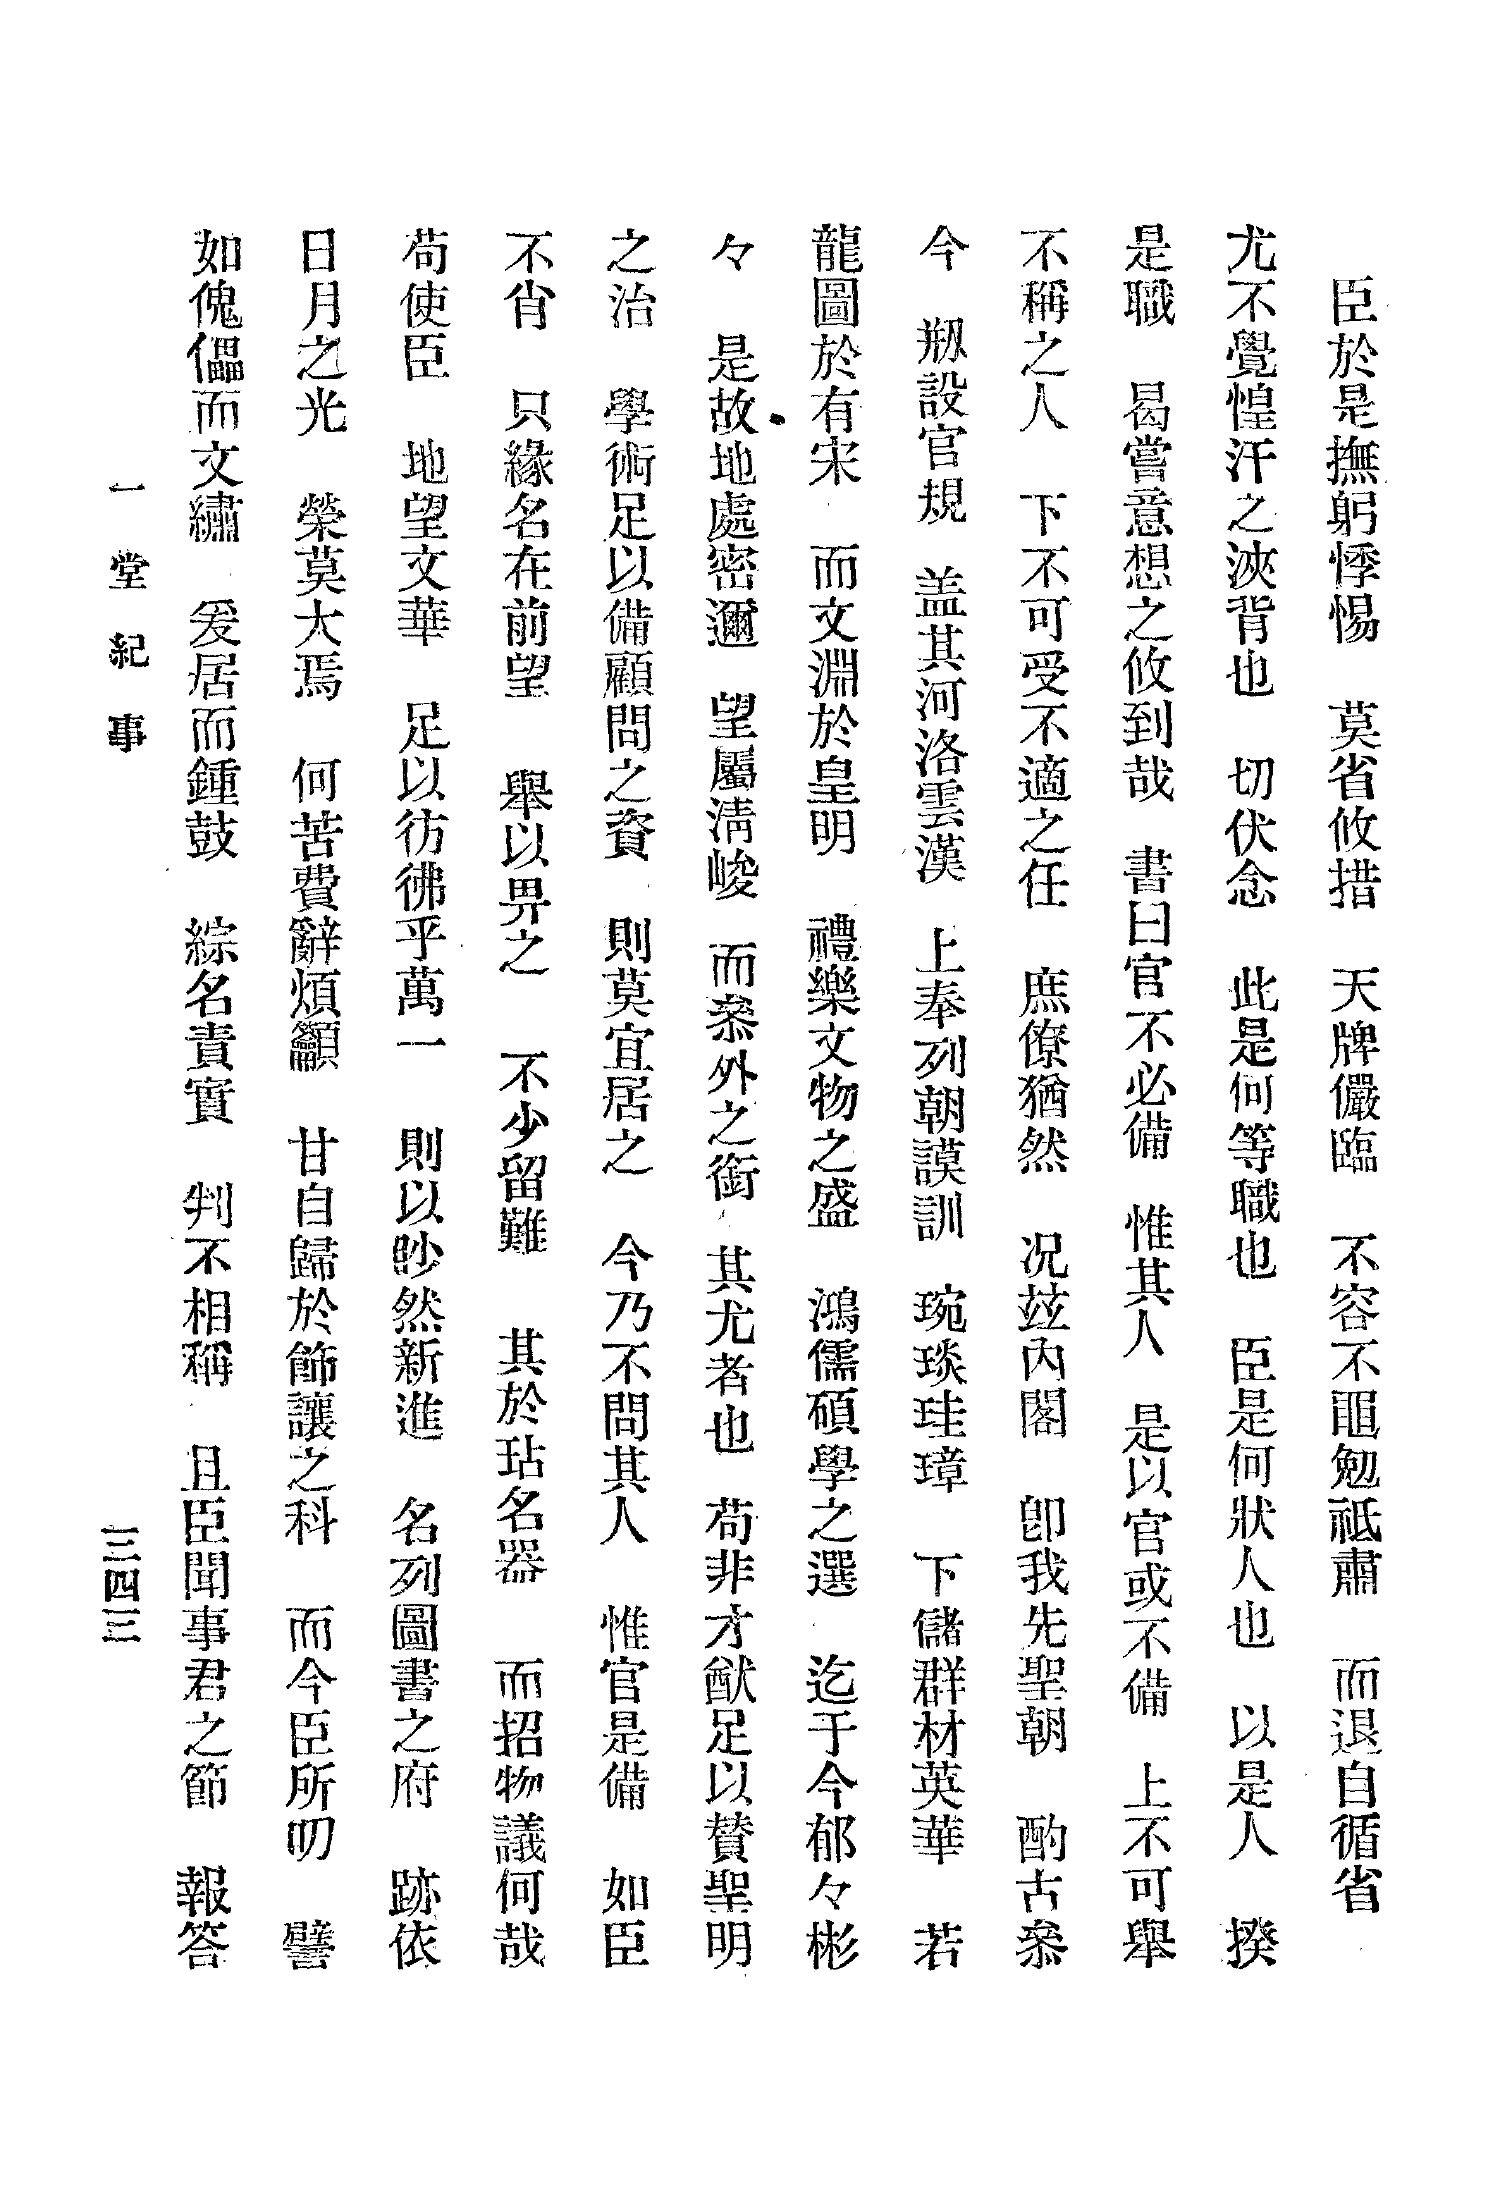 臣於是撫躬悸惕　莫省攸措　天牌儼臨　不容不黽勉祗肅　而退自循省
尤不覺惶汗之浹背也　切伏念　此是何等職也　臣是何狀人也　以是人　揆
是職　曷嘗意想之攸到哉　書曰官不必備　惟其人　是以官或不備　上不可舉
不稱之人　下不可受不適之任　庶僚猶然　况玆內閣　卽我先聖朝　酌古叅
今　剏設官規　盖其河洛雲漢　上奉列朝謨訓　琬琰珪璋　下儲群材英華　若
龍圖於有宋　而文淵於皇明　禮樂文物之盛　鴻儒碩學之選　迄于今郁々彬
々　是故地處密邇　望屬淸峻　而叅外之銜　其尤者也　苟非才猷足以賛聖明
之治　學術足以備顧問之資　則莫宜居之　今乃不問其人　惟官是備　如臣
不肖　只緣名在前望　舉以畀之　不少留難　其於玷名器　而招物議何哉
苟使臣　地望文華　足以彷彿乎萬一　則以眇然新進　名列圖書之府　跡依
日月之光　榮莫大焉　何苦費辭煩籲　甘自歸於飾讓之科　而今臣所叨　譬
如傀儡而文繡　爰居而鍾鼓　綜名責實　判不相稱　且臣聞事君之節　報答
一堂紀事
三四三